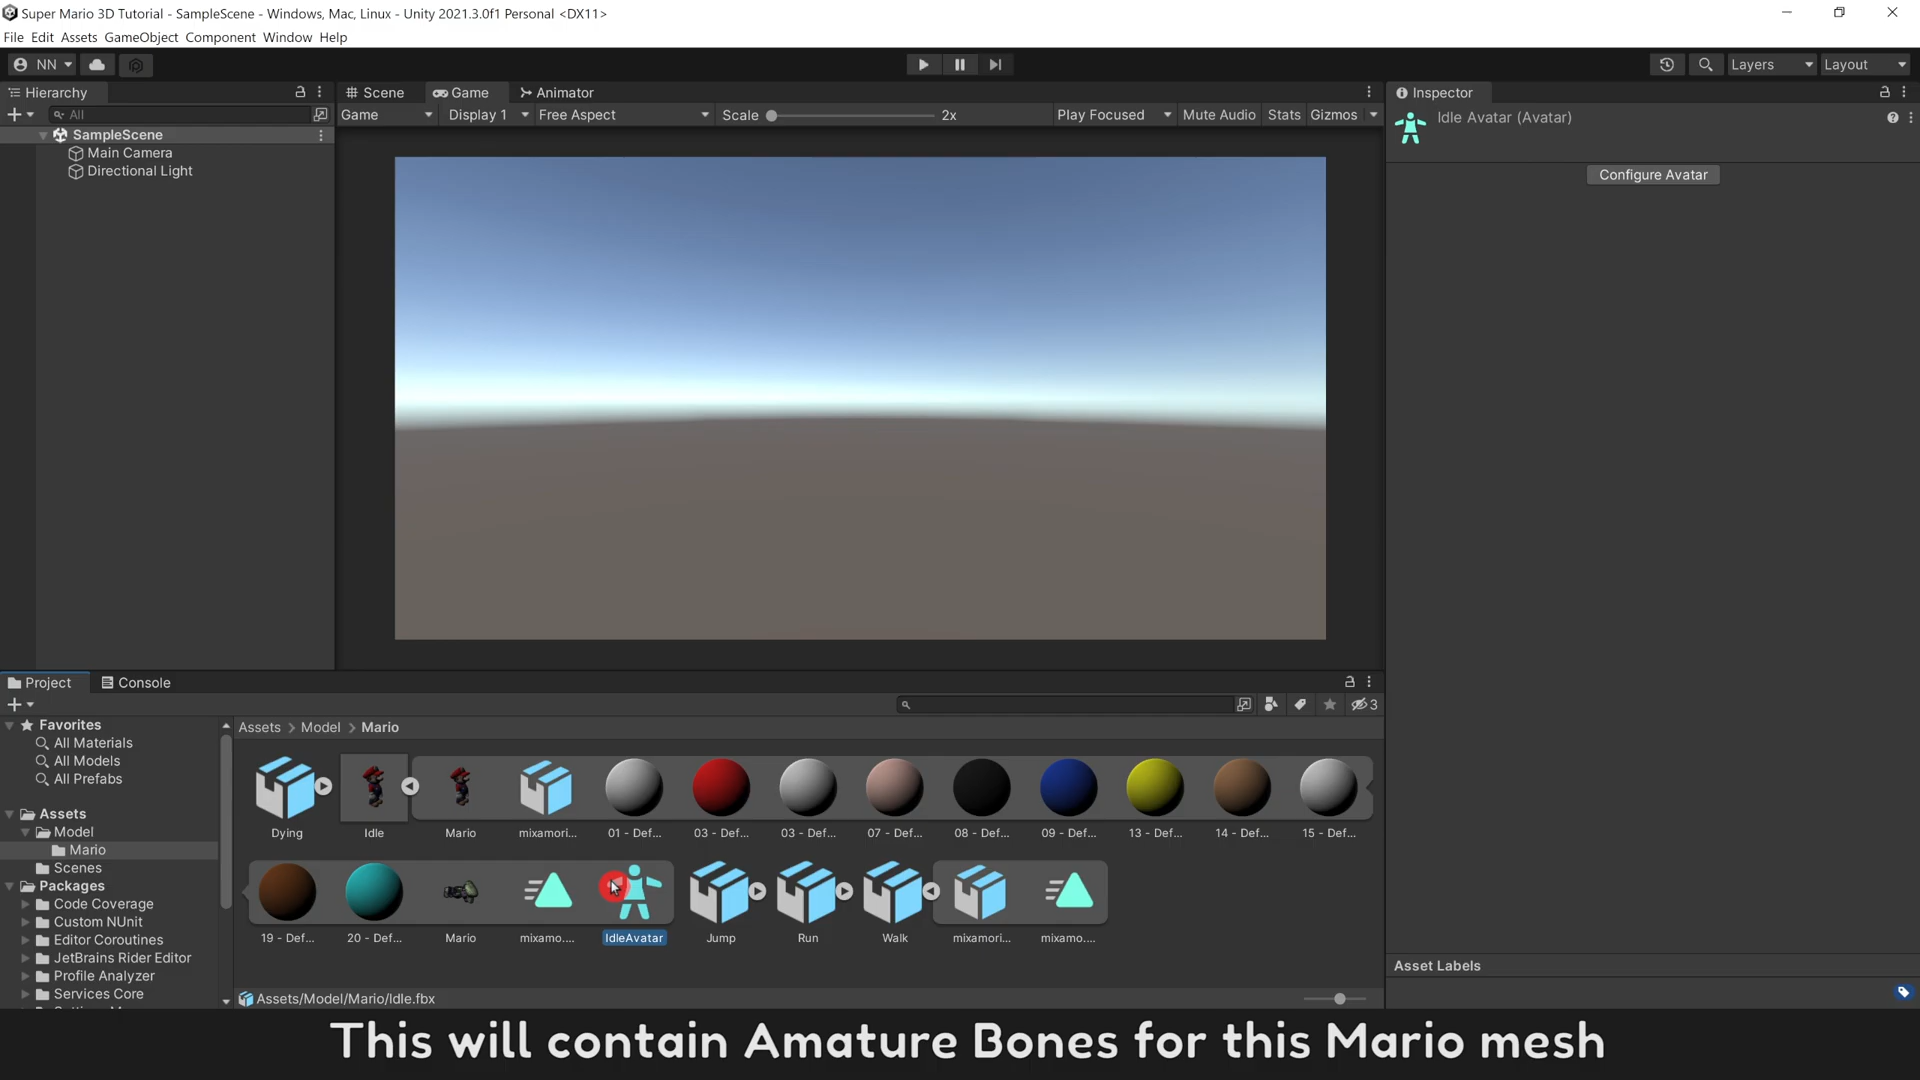 Super Mario 3D Tutorial - SampleScene - Windows, Mac, Linux - Unity 2021.3.0f1 Personal <DX11>
File Edit Assets GameObject Component Window Help
NN Layers Layout
Hierarchy Scene Game Animator Inspector
All Game Display 1 Free Aspect Scale 2x Play Focused Mute Audio Stats Gizmos
Idle Avatar (Avatar)
SampleScene
Main Camera
Directional Light
Configure Avatar
Project Console
3
Favorites
All Materials
All Models
All Prefabs
Assets
Model
Mario
Scenes
Packages
Code Coverage
Custom NUnit
Editor Coroutines
JetBrains Rider Editor
Profile Analyzer
Services Core
Assets > Model > Mario
Dying Idle Mario mixamori... 01 - Def... 03 - Def... 03 - Def... 07 - Def... 08 - Def... 09 - Def... 13 - Def... 14 - Def... 15 - Def...
19 - Def... 20 - Def... Mario mixamo.... IdleAvatar Jump Run Walk mixamori... mixamo....
Assets/Model/Mario/Idle.fbx
Asset Labels
This will contain Amature Bones for this Mario mesh